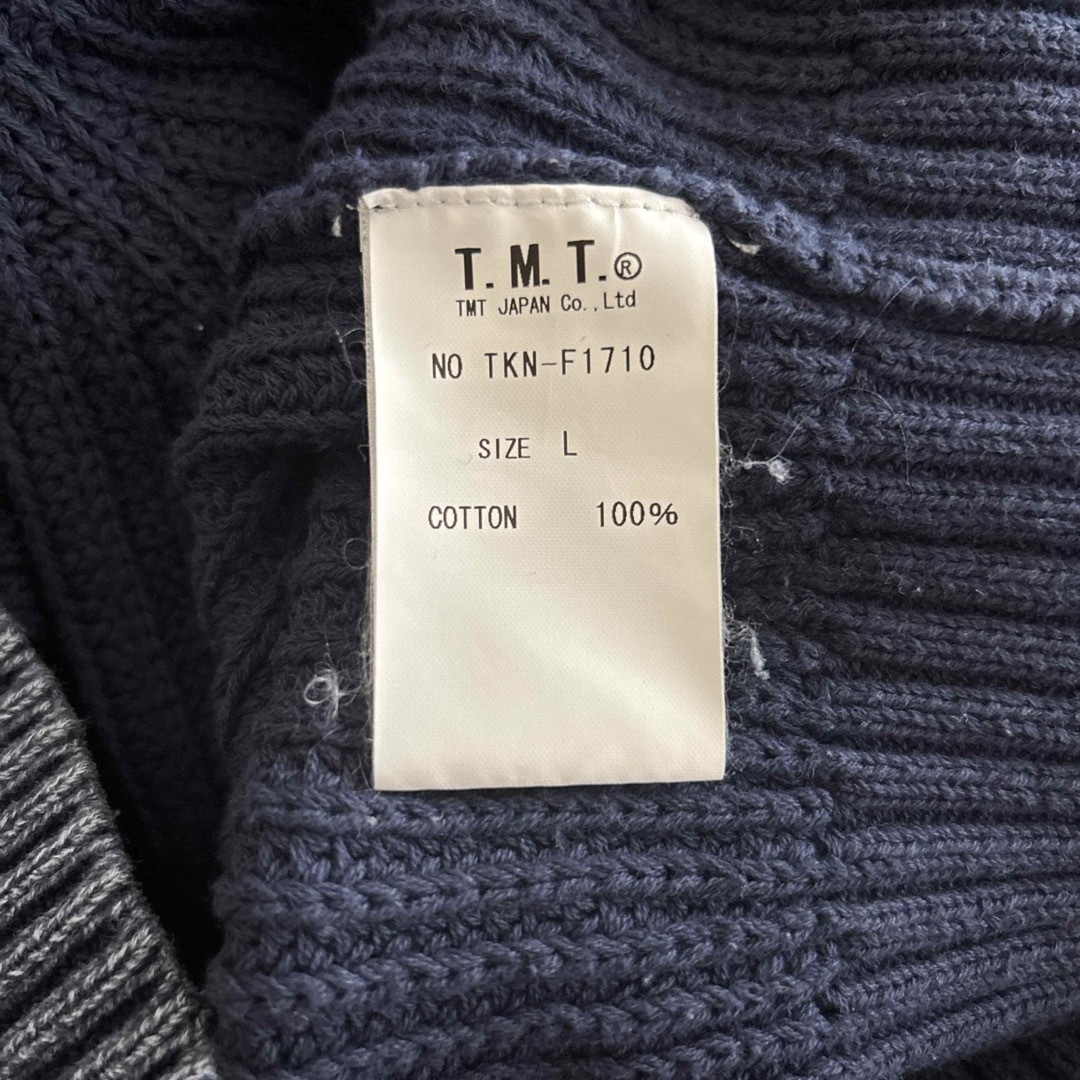 T.M.T.®
TMT JAPAN Co.,Ltd
NO TKN-F1710
SIZE L
COTTON 100%